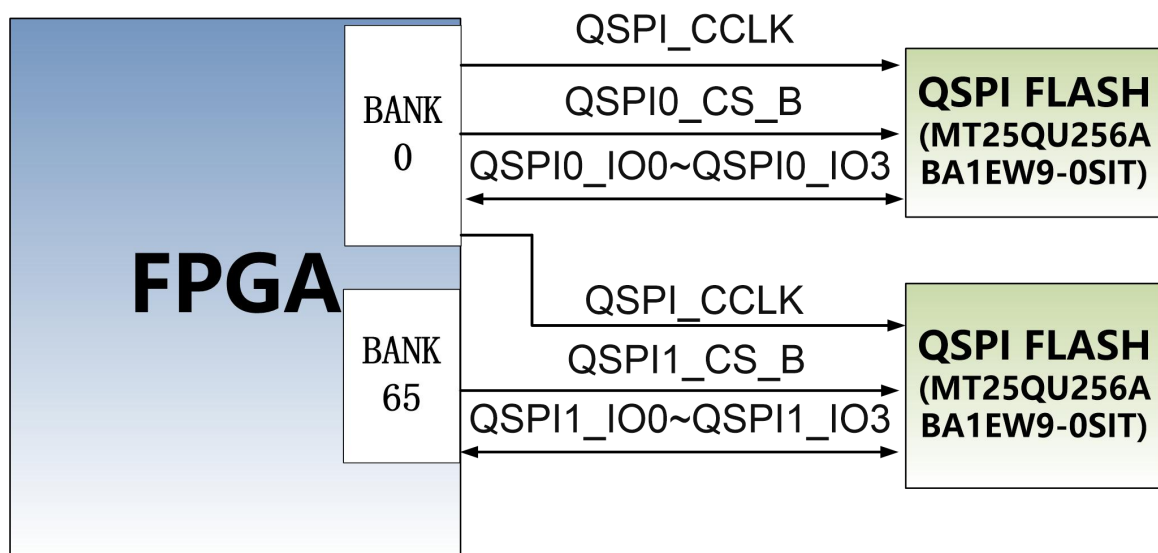 FPGA
BANK
0
QSPI_CCLK
QSPI0_CS_B
QSPI0_IO0~QSPI0_IO3
QSPI FLASH
(MT25QU256A
BA1EW9-0SIT)
BANK
65
QSPI_CCLK
QSPI1_CS_B
QSPI1_IO0~QSPI1_IO3
QSPI FLASH
(MT25QU256A
BA1EW9-0SIT)